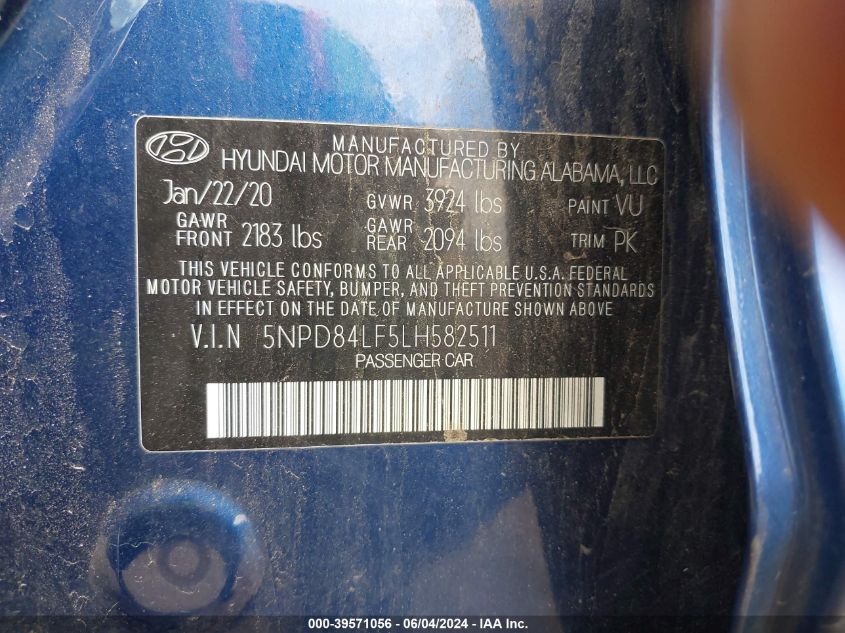 MANUFACTURED BY
HYUNDAI MOTOR MANUFACTURING ALABAMA, LLC
Jan/22/20 GVWR 3924 lbs PAINT VU
GAWR FRONT 2183 lbs GAWR REAR 2094 lbs TRIM PK
THIS VEHICLE CONFORMS TO ALL APPLICABLE U.S.A. FEDERAL
MOTOR VEHICLE SAFETY, BUMPER, AND THEFT PREVENTION STANDARDS
IN EFFECT ON THE DATE OF MANUFACTURE SHOWN ABOVE
V.I.N 5NPD84LF5LH582511
PASSENGER CAR
000-39571056 - 06/04/2024 - IAA Inc.